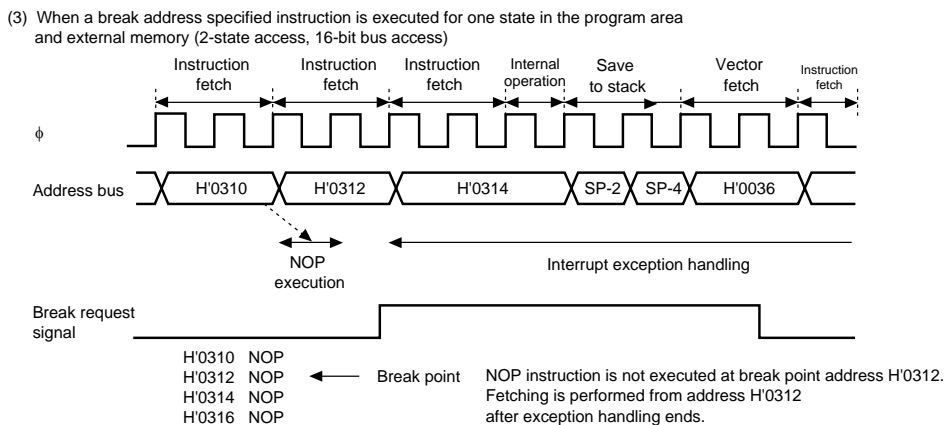 (3) When a break address specified instruction is executed for one state in the program area
and external memory (2-state access, 16-bit bus access)
Instruction fetch
Instruction fetch
Instruction fetch
Internal operation
Save to stack
Vector fetch
Instruction fetch
φ
Address bus
H'0310
H'0312
H'0314
SP-2
SP-4
H'0036
NOP
execution
Interrupt exception handling
Break request
signal
H'0310 NOP
H'0312 NOP
Break point
H'0314 NOP
H'0316 NOP
NOP instruction is not executed at break point address H'0312.
Fetching is performed from address H'0312
after exception handling ends.